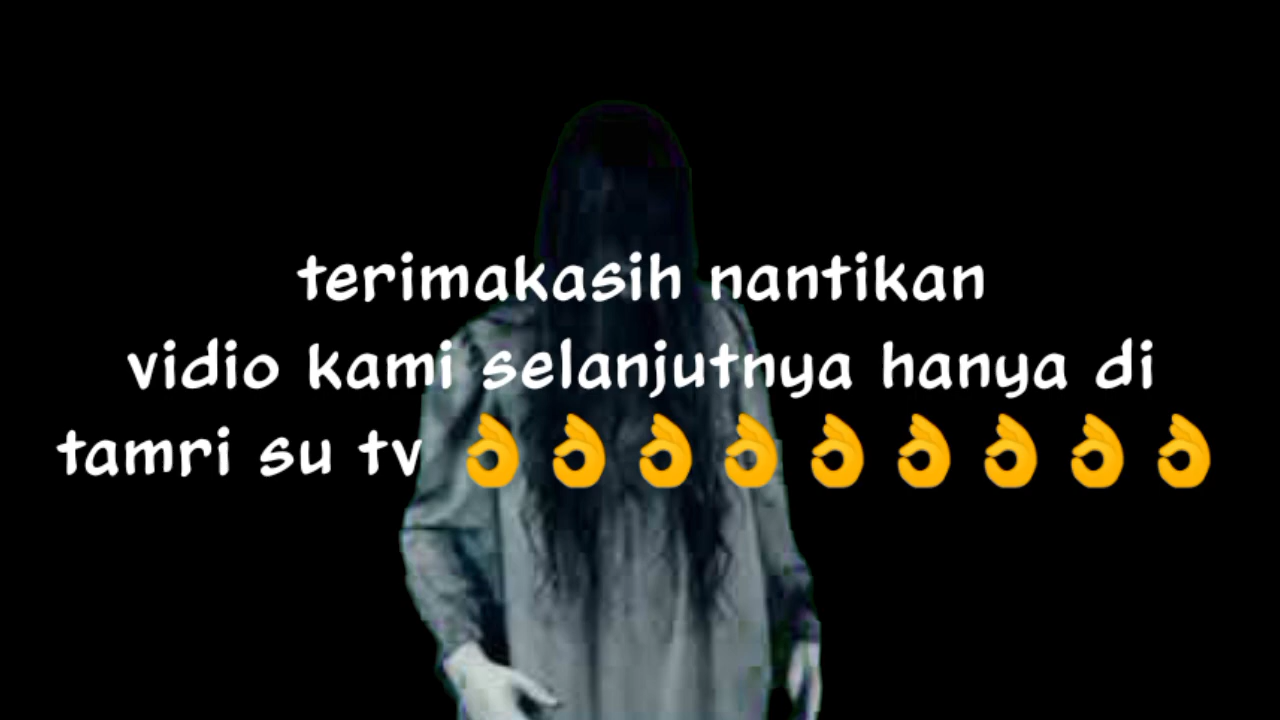 terimakasih nantikan
vidio kami selanjutnya hanya di
tamri su tv 👌👌👌👌👌👌👌👌👌